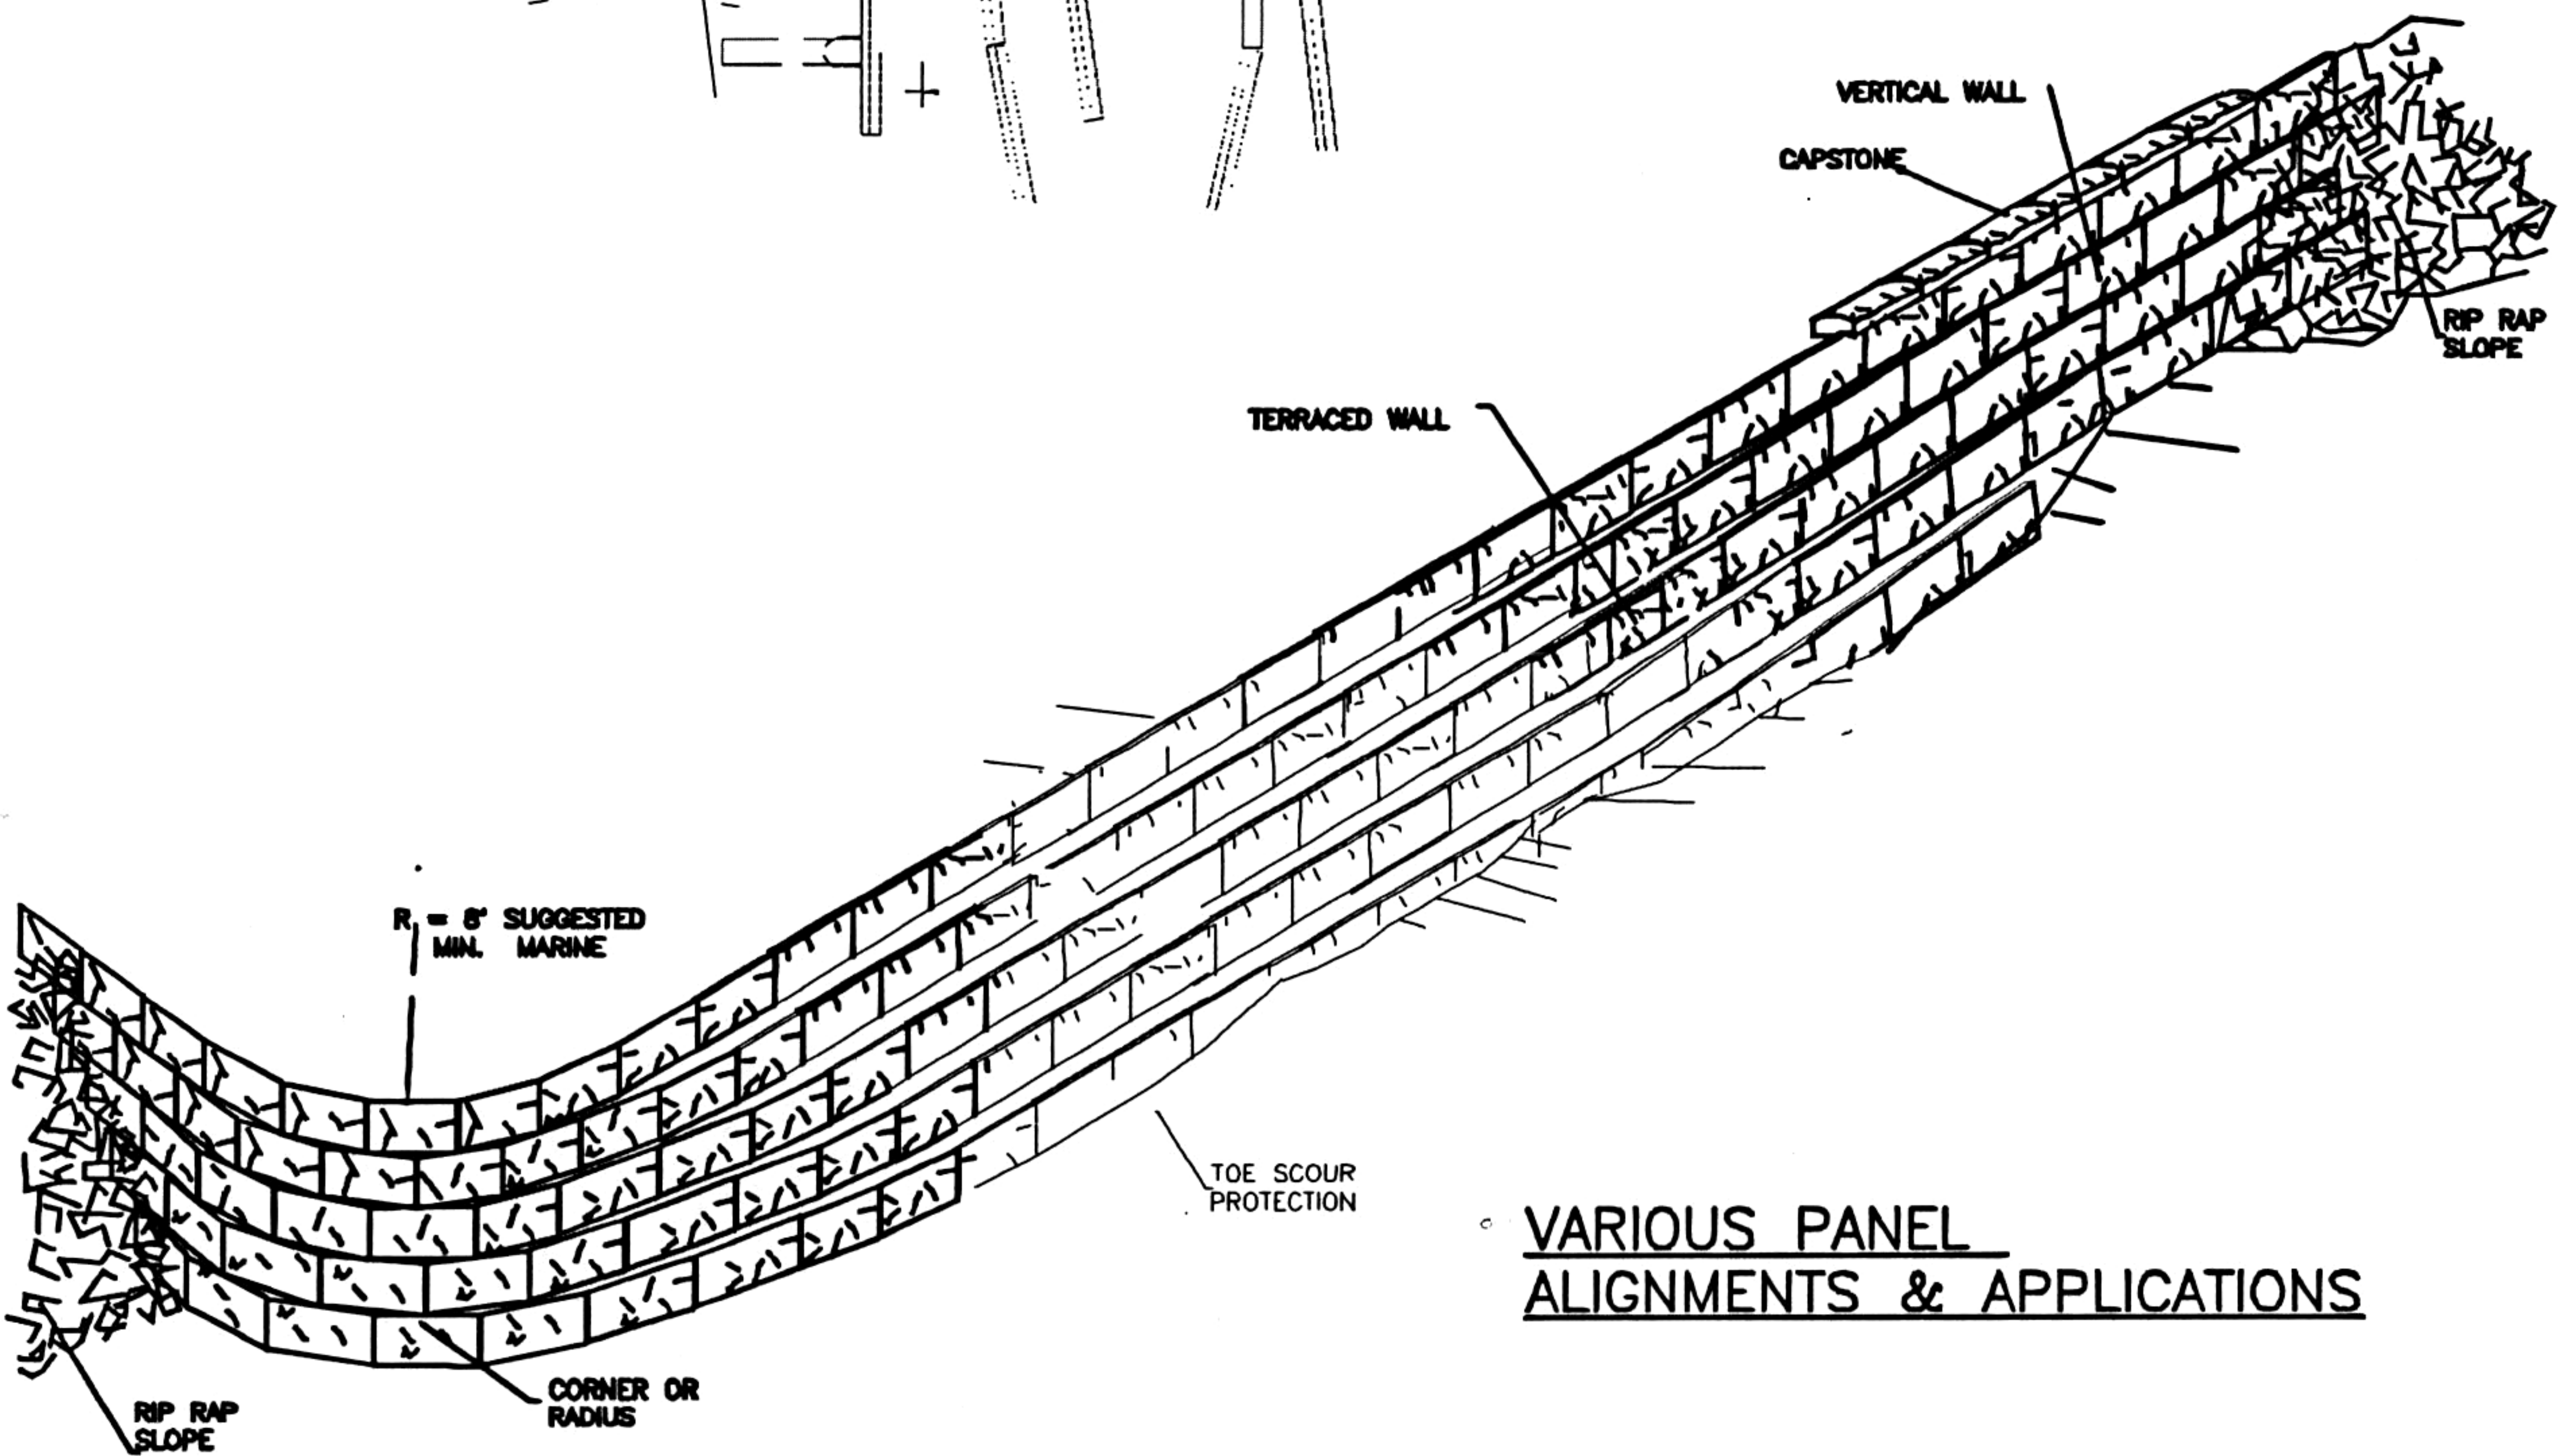 VERTICAL WALL
CAPSTONE
RIP RAP
SLOPE
TERRACED WALL
R = 8' SUGGESTED
MIN. MARINE
TOE SCOUR
PROTECTION
VARIOUS PANEL
ALIGNMENTS & APPLICATIONS
CORNER OR
RADIUS
RIP RAP
SLOPE